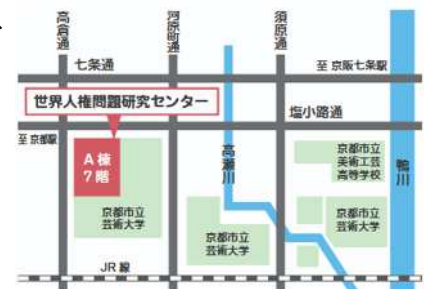 高倉通
河原町通
須原通
七条通
至 京阪七条駅
世界人権問題研究センター
塩小路通
至 京都駅
A棟
7階
高瀬川
京都市立
美術工芸
高等学校
鴨川
京都市立
芸術大学
京都市立
芸術大学
京都市立
芸術大学
JR線